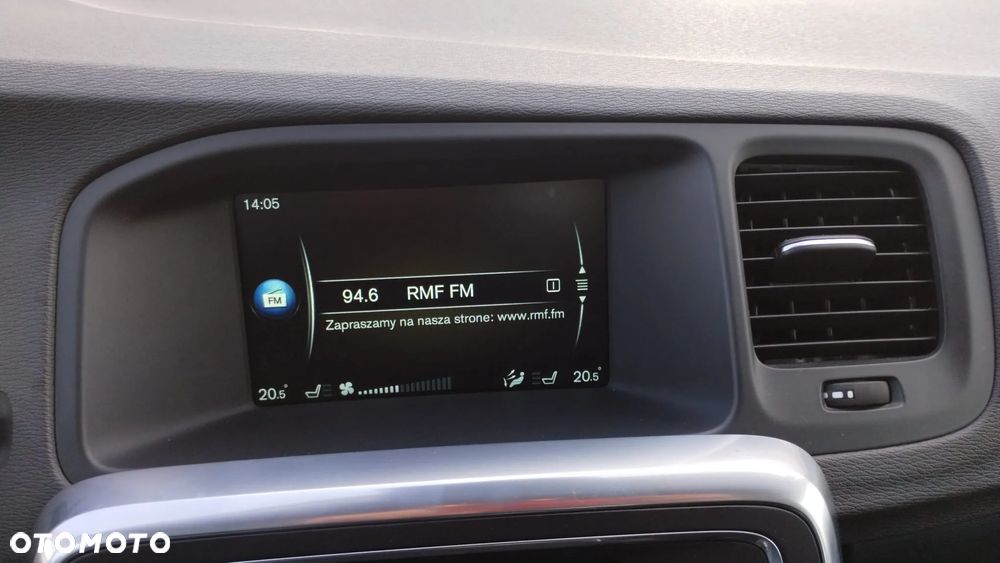 14:05
FM
94.6 RMF FM
Zapraszamy na nasza strone: www.rmf.fm
20.5°
20.5°
OTOMOTO